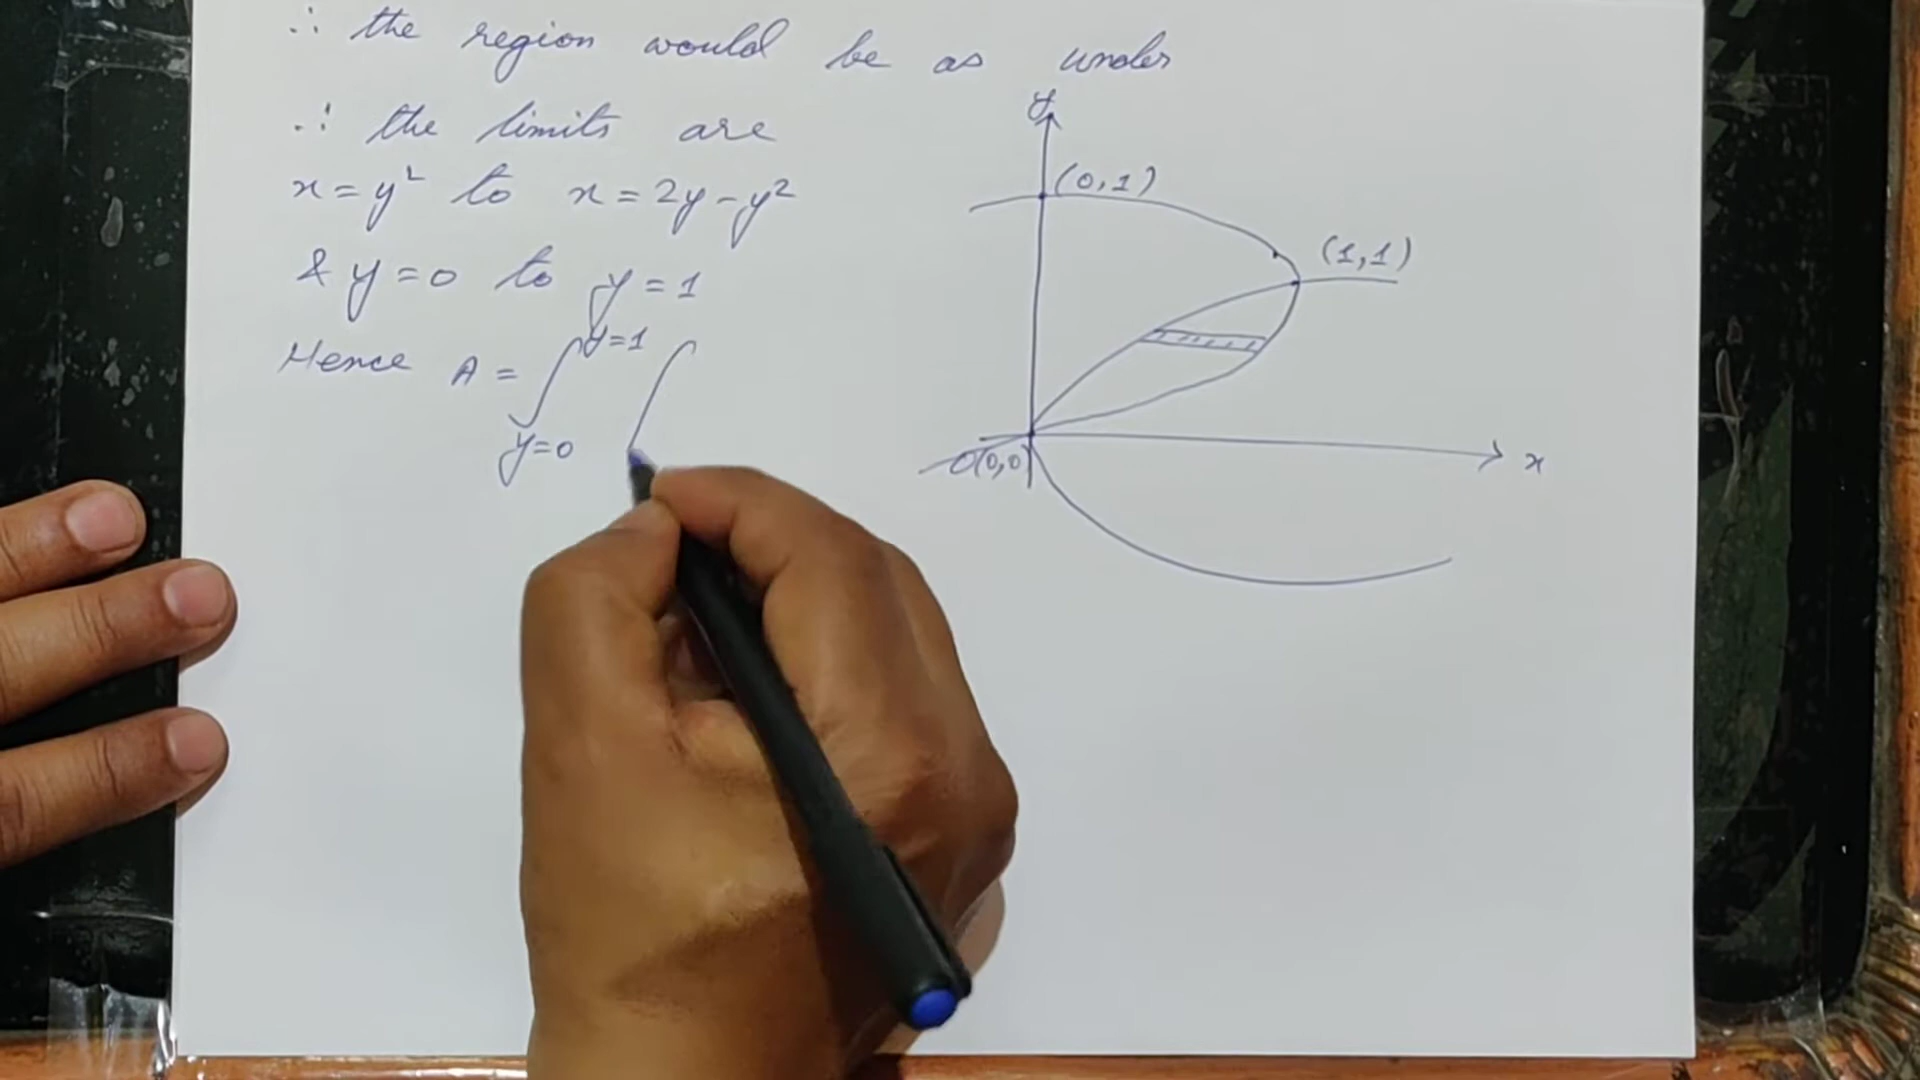 ∴ the region would be as under
∴ the limits are
x = y² to x = 2y - y²
& y = 0 to y = 1
Hence A = ∫ y=1 ∫
y=0
y
(0,1)
(1,1)
O(0,0)
x